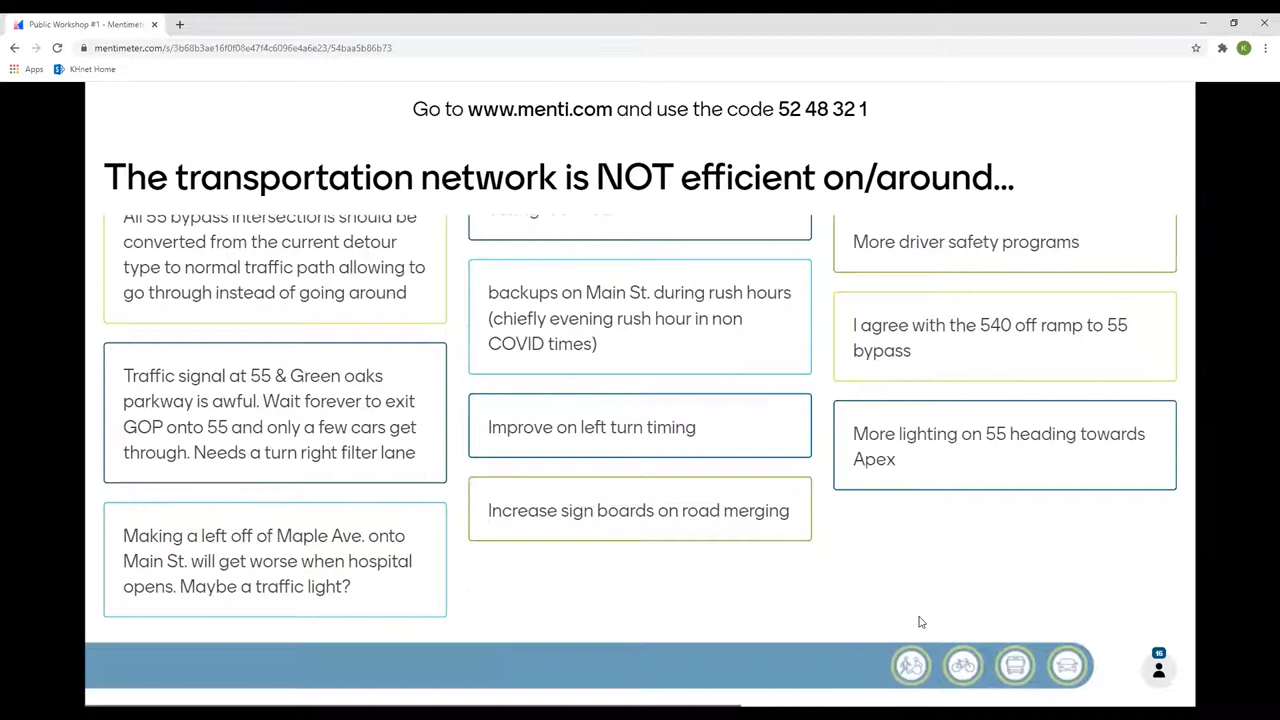 Public Workshop #1 - Mentimet
mentimeter.com/s/3b68b3ae16f0f08e47f4c6096e4a6e23/54baa5b86b73
K
Apps
KHnet Home
Go to www.menti.com and use the code 52 48 32 1
The transportation network is NOT efficient on/around...
All 55 bypass intersections should be
converted from the current detour
type to normal traffic path allowing to
go through instead of going around
Traffic signal at 55 & Green oaks
parkway is awful. Wait forever to exit
GOP onto 55 and only a few cars get
through. Needs a turn right filter lane
Making a left off of Maple Ave. onto
Main St. will get worse when hospital
opens. Maybe a traffic light?
backups on Main St. during rush hours
(chiefly evening rush hour in non
COVID times)
Improve on left turn timing
Increase sign boards on road merging
More driver safety programs
I agree with the 540 off ramp to 55
bypass
More lighting on 55 heading towards
Apex
16